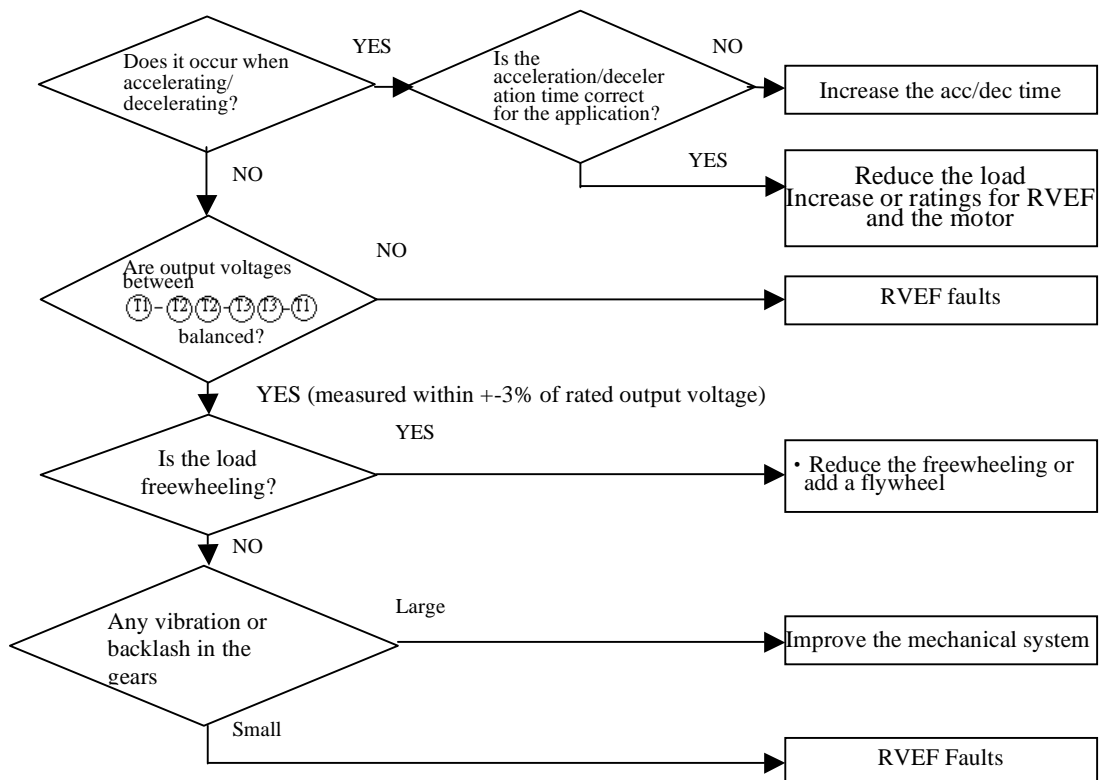 YES
NO
Does it occur when
accelerating/
decelerating?
Is the
acceleration/deceler
ation time correct
for the application?
Increase the acc/dec time
NO
YES
Reduce the load
Increase or ratings for RVEF
and the motor
NO
Are output voltages
between
T1-T2 T2-T3 T3-T1
balanced?
RVEF faults
YES (measured within +-3% of rated output voltage)
YES
Is the load
freewheeling?
・Reduce the freewheeling or
add a flywheel
NO
Large
Any vibration or
backlash in the
gears
Improve the mechanical system
Small
RVEF Faults